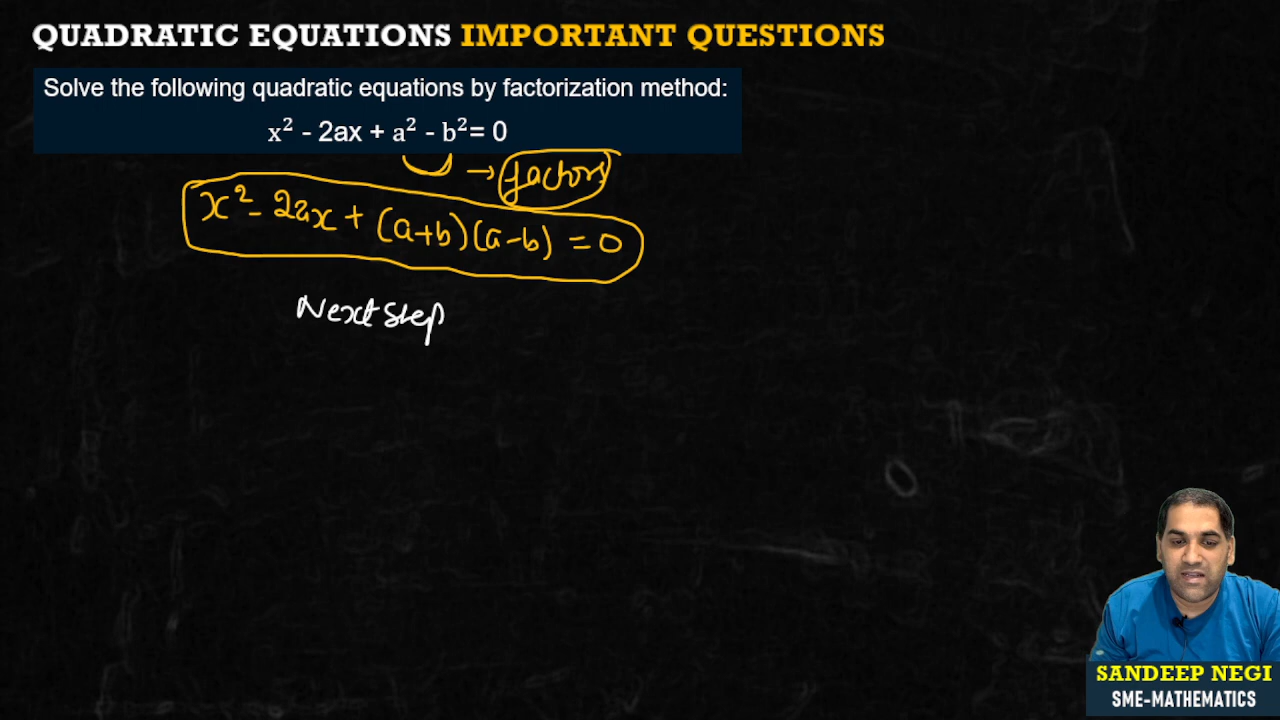 QUADRATIC EQUATIONS IMPORTANT QUESTIONS
Solve the following quadratic equations by factorization method:
x² - 2ax + a² - b²= 0
→ factors
x² - 2ax + (a+b)(a-b) = 0
Next step
SANDEEP NEGI
SME-MATHEMATICS